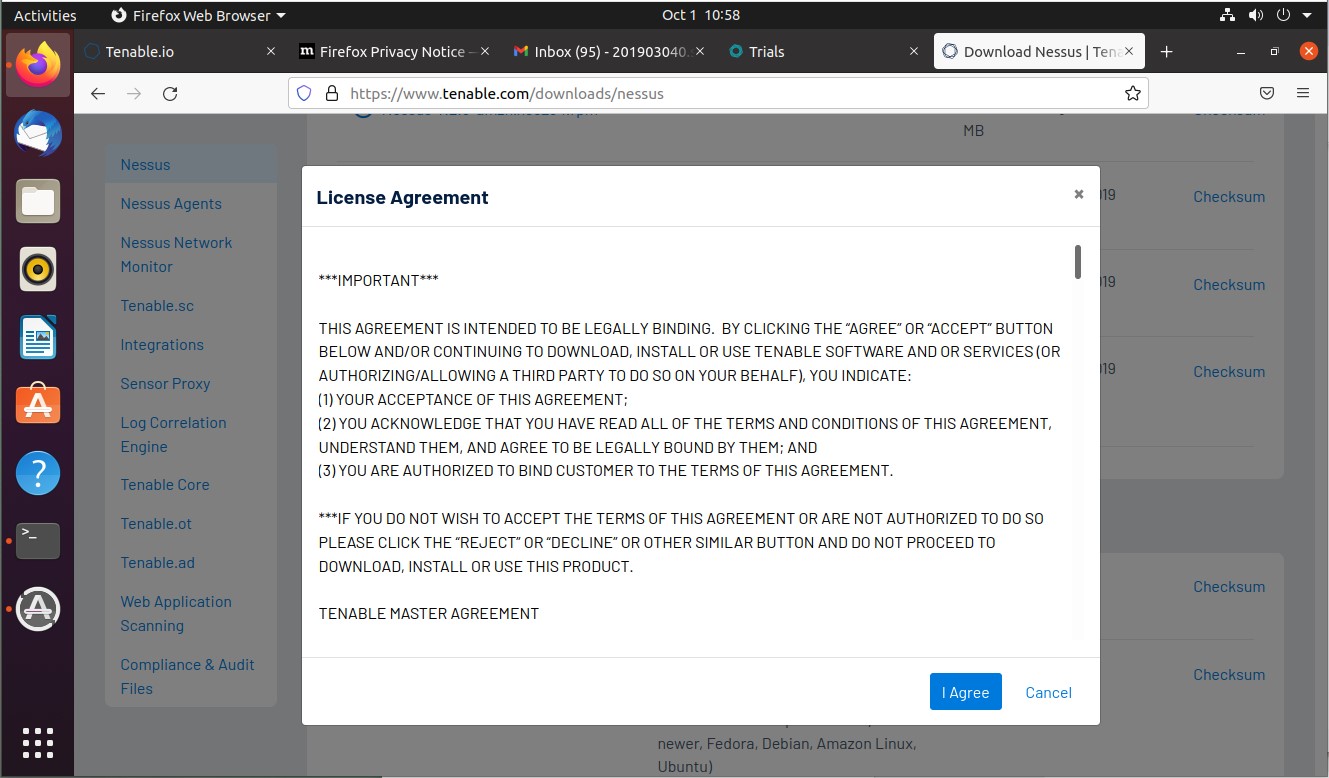 Activities
Firefox Web Browser
Oct 1 10:58
Tenable.io
Firefox Privacy Notice
Inbox (95) - 201903040.
Trials
Download Nessus | Tena
https://www.tenable.com/downloads/nessus
Checksum
MB
Nessus
Nessus Agents
Nessus Network
Monitor
Tenable.sc
Integrations
Sensor Proxy
Log Correlation
Engine
Tenable Core
Tenable.ot
Tenable.ad
Web Application
Scanning
Compliance & Audit
Files
License Agreement
***IMPORTANT***
THIS AGREEMENT IS INTENDED TO BE LEGALLY BINDING.  BY CLICKING THE “AGREE” OR “ACCEPT” BUTTON
BELOW AND/OR CONTINUING TO DOWNLOAD, INSTALL OR USE TENABLE SOFTWARE AND OR SERVICES (OR
AUTHORIZING/ALLOWING A THIRD PARTY TO DO SO ON YOUR BEHALF), YOU INDICATE:
(1) YOUR ACCEPTANCE OF THIS AGREEMENT;
(2) YOU ACKNOWLEDGE THAT YOU HAVE READ ALL OF THE TERMS AND CONDITIONS OF THIS AGREEMENT,
UNDERSTAND THEM, AND AGREE TO BE LEGALLY BOUND BY THEM; AND
(3) YOU ARE AUTHORIZED TO BIND CUSTOMER TO THE TERMS OF THIS AGREEMENT.
***IF YOU DO NOT WISH TO ACCEPT THE TERMS OF THIS AGREEMENT OR ARE NOT AUTHORIZED TO DO SO
PLEASE CLICK THE “REJECT” OR “DECLINE” OR OTHER SIMILAR BUTTON AND DO NOT PROCEED TO
DOWNLOAD, INSTALL OR USE THIS PRODUCT.
TENABLE MASTER AGREEMENT
I Agree
Cancel
019
Checksum
019
Checksum
019
Checksum
Checksum
Checksum
newer, Fedora, Debian, Amazon Linux,
Ubuntu)